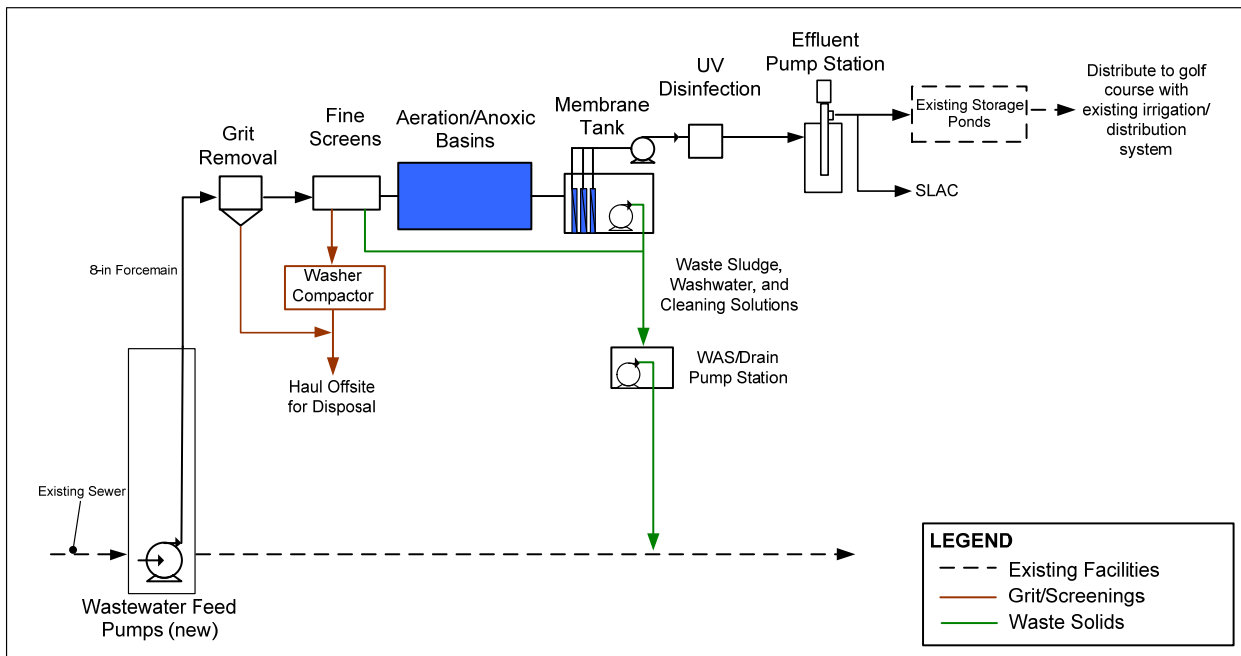 Effluent
Pump Station
UV
Disinfection
Membrane
Tank
Aeration/Anoxic
Basins
Fine
Screens
Grit
Removal
Existing Storage
Ponds
Distribute to golf
course with
existing irrigation/
distribution
system
SLAC
8-in Forcemain
Washer
Compactor
Waste Sludge,
Washwater, and
Cleaning Solutions
Haul Offsite
for Disposal
WAS/Drain
Pump Station
Existing Sewer
Wastewater Feed
Pumps (new)
LEGEND
Existing Facilities
Grit/Screenings
Waste Solids